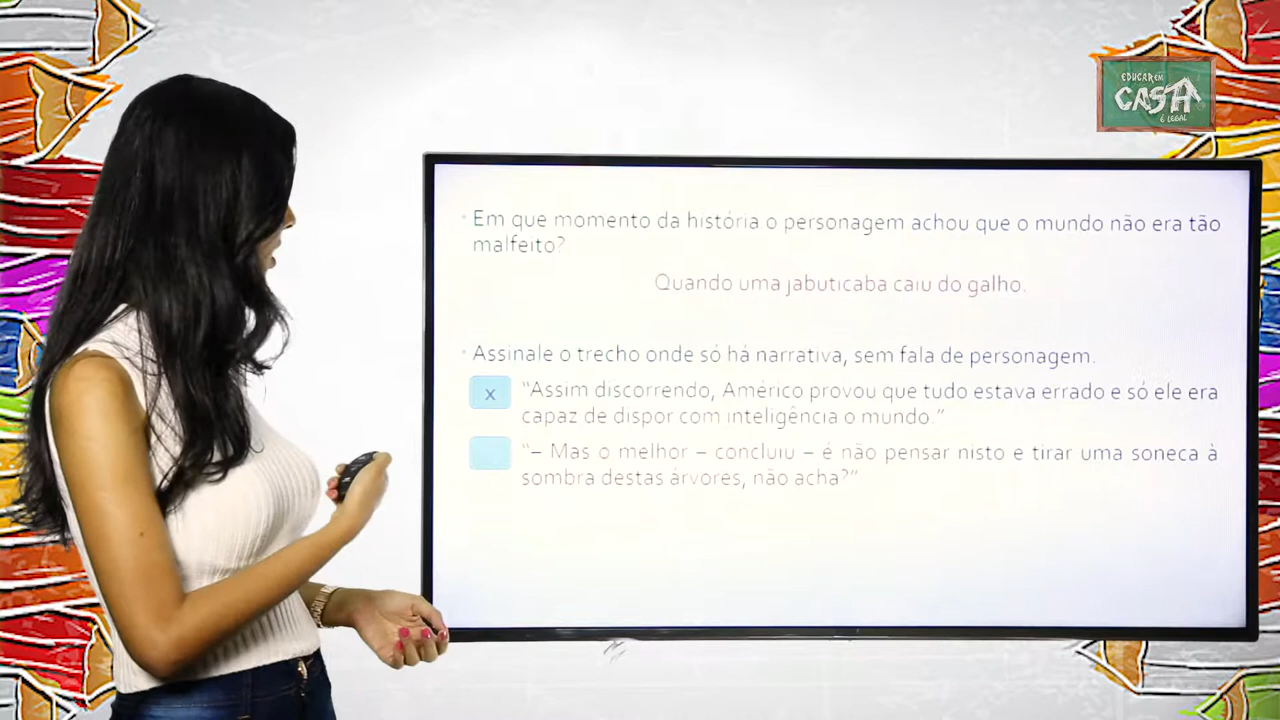 EDUCAR EM
CASA
É LEGAL
Em que momento da história o personagem achou que o mundo não era tão
malfeito?
Quando uma jabuticaba caiu do galho.
Assinale o trecho onde só há narrativa, sem fala de personagem.
x "Assim discorrendo, Américo provou que tudo estava errado e só ele era
capaz de dispor com inteligência o mundo."
"– Mas o melhor – concluiu – é não pensar nisto e tirar uma soneca à
sombra destas árvores, não acha?"